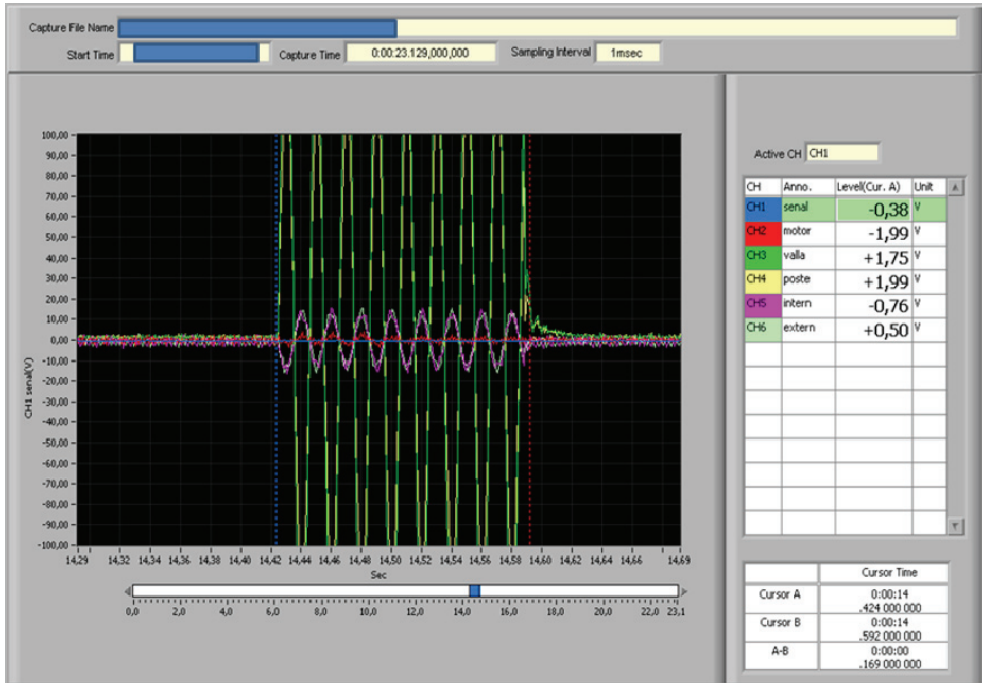 Capture File Name
Start Time Capture Time 0:00:23.129,000,000 Sampling Interval 1msec
Active CH CH1
CH Anno. Level(Cur. A) Unit
CH1 senal -0,38 V
CH2 motor -1,99 V
CH3 valla +1,75 V
CH4 poste +1,99 V
CH5 intern -0,76 V
CH6 extern +0,50 V
CH1 senal(V)
100,00
90,00
80,00
70,00
60,00
50,00
40,00
30,00
20,00
10,00
0,00
-10,00
-20,00
-30,00
-40,00
-50,00
-60,00
-70,00
-80,00
-90,00
-100,00
14,29 14,32 14,34 14,36 14,38 14,40 14,42 14,44 14,46 14,48 14,50 14,52 14,54 14,56 14,58 14,60 14,62 14,64 14,66 14,69
Sec
0,0 2,0 4,0 6,0 8,0 10,0 12,0 14,0 16,0 18,0 20,0 22,0 23,1
Cursor Time
Cursor A 0:00:14
.424 000 000
Cursor B 0:00:14
.592 000 000
A-B 0:00:00
.169 000 000